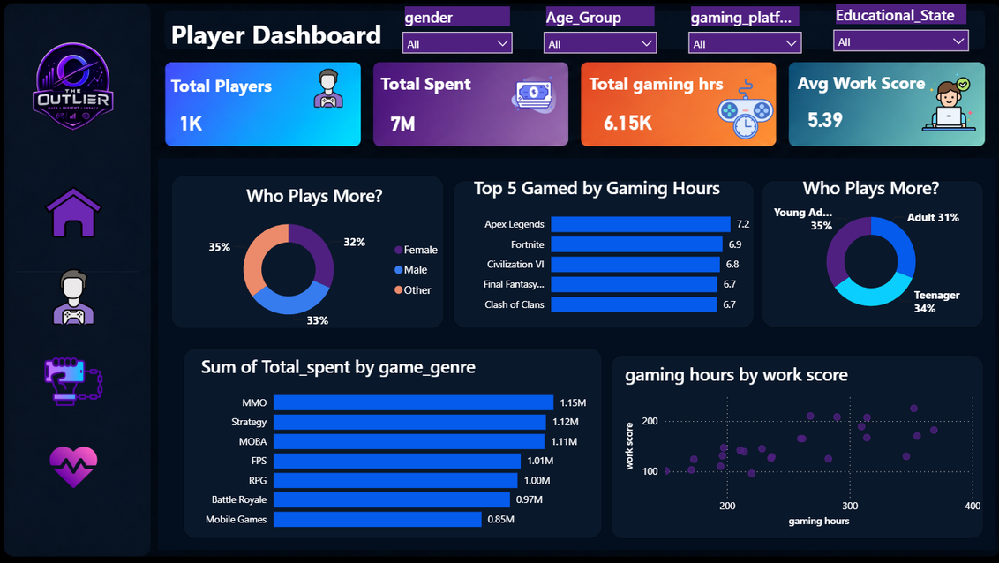 THE
OUTLIER
Player Dashboard
gender
All
Age_Group
All
gaming_platf...
All
Educational_State
All
Total Players
1K
Total Spent
7M
Total gaming hrs
6.15K
Avg Work Score
5.39
Who Plays More?
35%
32%
33%
Female
Male
Other
Top 5 Gamed by Gaming Hours
Apex Legends 7.2
Fortnite 6.9
Civilization VI 6.8
Final Fantasy... 6.7
Clash of Clans 6.7
Who Plays More?
Young Ad...
35%
Adult 31%
Teenager
34%
Sum of Total_spent by game_genre
MMO 1.15M
Strategy 1.12M
MOBA 1.11M
FPS 1.01M
RPG 1.00M
Battle Royale 0.97M
Mobile Games 0.85M
gaming hours by work score
work score
200
100
200 300 400
gaming hours